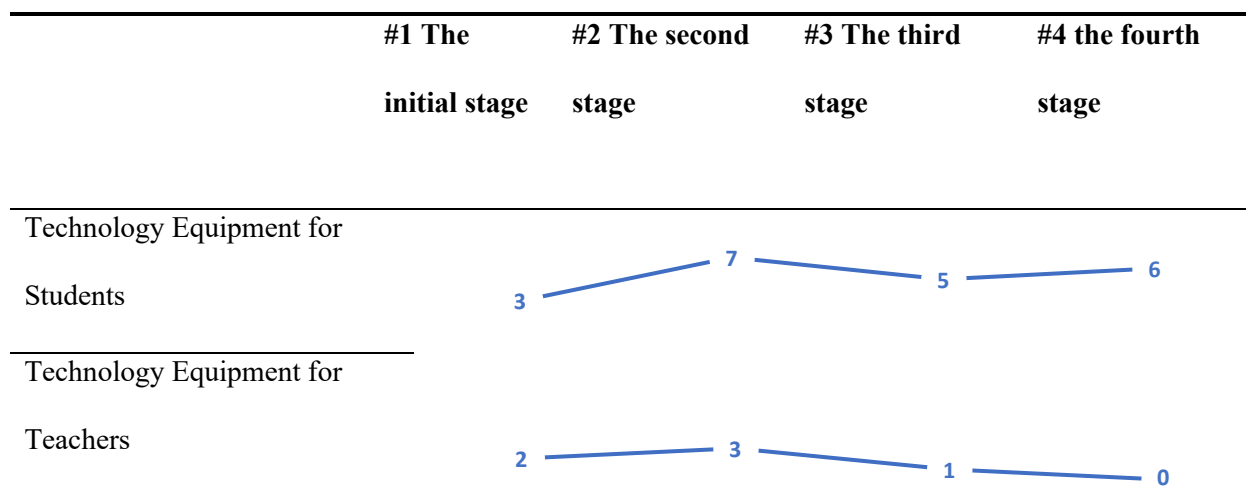 #1 The #2 The second #3 The third #4 the fourth
initial stage stage stage stage
Technology Equipment for
7
6
5
Students
3
Technology Equipment for
Teachers
3
2
1
0